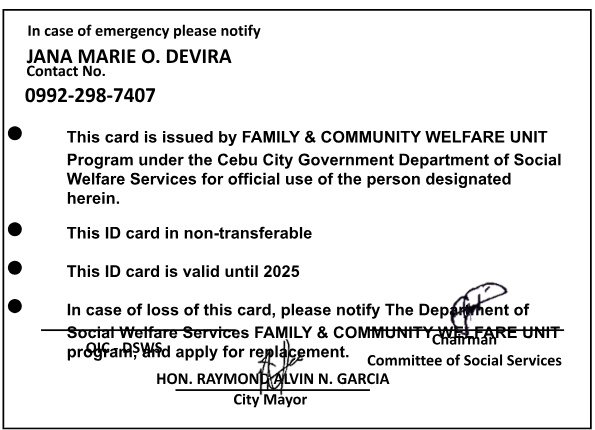 In case of emergency please notify
JANA MARIE O. DEVIRA
Contact No.
0992-298-7407
● This card is issued by FAMILY & COMMUNITY WELFARE UNIT
Program under the Cebu City Government Department of Social
Welfare Services for official use of the person designated
herein.
● This ID card in non-transferable
● This ID card is valid until 2025
● In case of loss of this card, please notify The Department of
Social Welfare Services FAMILY & COMMUNITY WELFARE UNIT
program, and apply for replacement.
OIC - DSWS
Chairman
Committee of Social Services
HON. RAYMOND ALVIN N. GARCIA
City Mayor